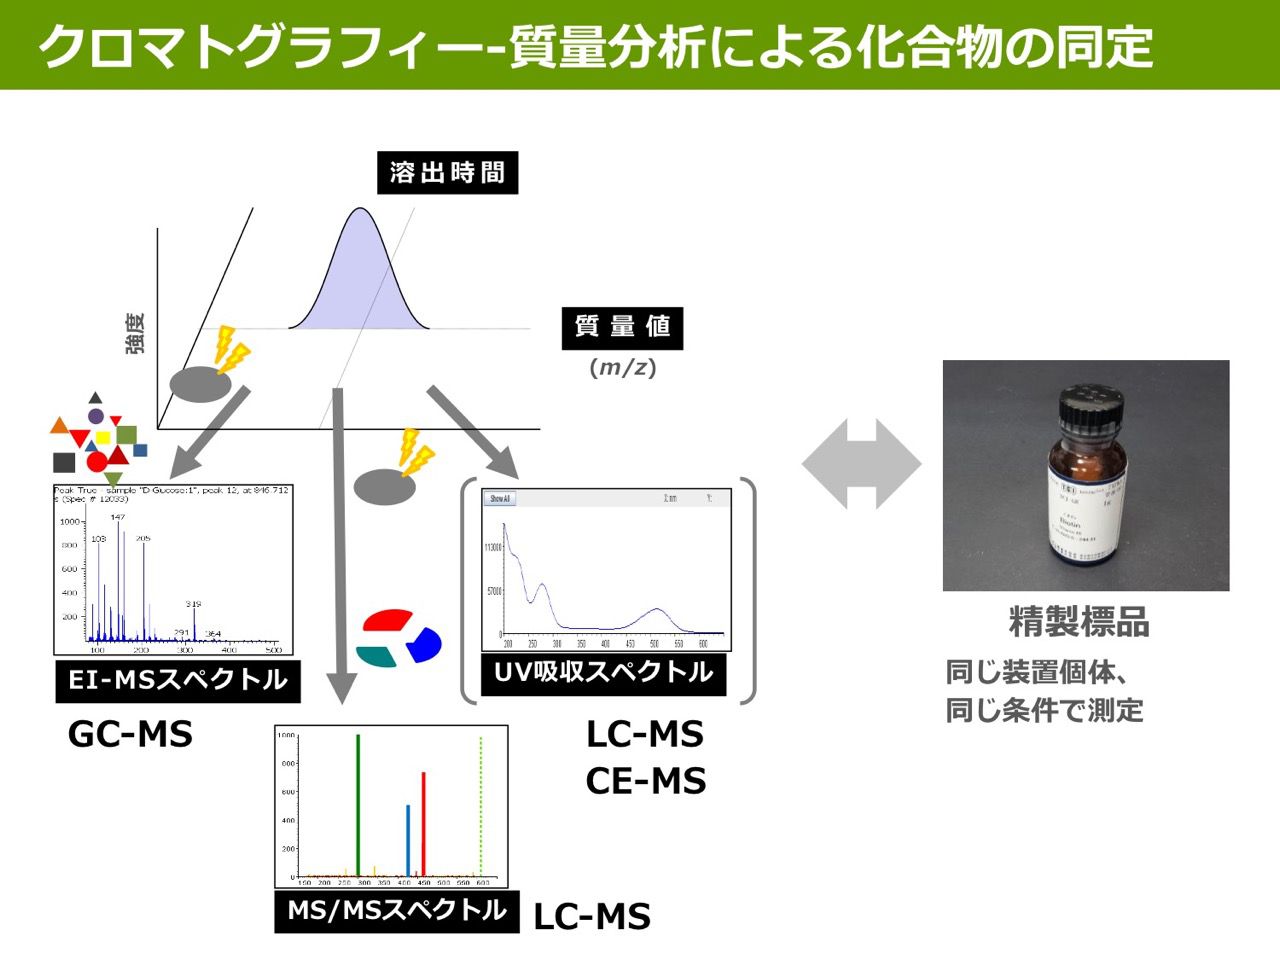 クロマトグラフィー-質量分析による化合物の同定
溶出時間
強度
質量値
(m/z)
Peak True - sample "D-Glucose:1", peak 12, at 846.712
s (Spec # 12033)
1000
800
600
400
200
147
103
205
319
291
364
100 200 300 400 500
EI-MSスペクトル
GC-MS
Show All
X: nm
Y:
113000
57000
0
200 250 300 350 400 450 500 550 600
UV吸収スペクトル
LC-MS
CE-MS
1000
800
600
400
200
0
150 200 250 300 350 400 450 500 550 600
MS/MSスペクトル
LC-MS
Biotin
精製標品
同じ装置個体、
同じ条件で測定